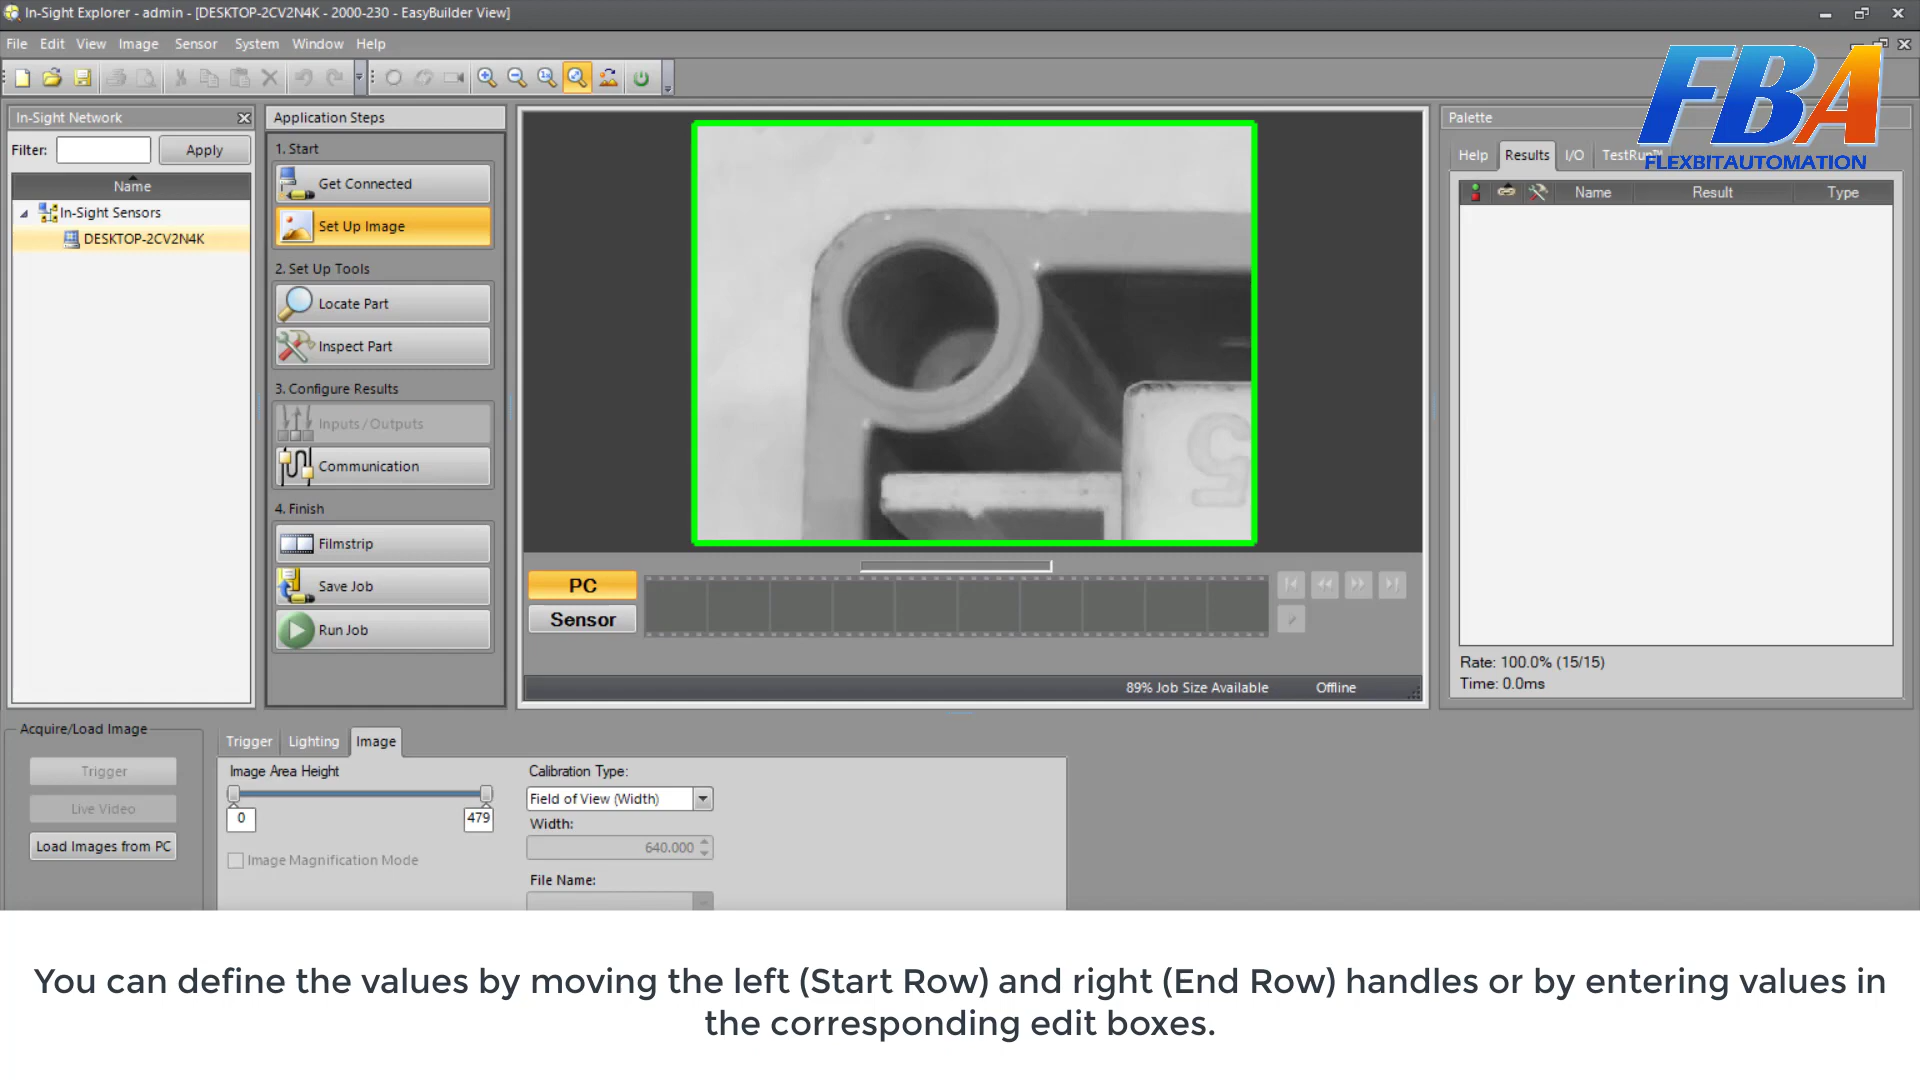 In-Sight Explorer - admin - [DESKTOP-2CV2N4K - 2000-230 - EasyBuilder View]
File Edit View Image Sensor System Window Help
FBA
FLEXBITAUTOMATION
In-Sight Network
Filter:
Apply
Name
In-Sight Sensors
DESKTOP-2CV2N4K
Application Steps
1. Start
Get Connected
Set Up Image
2. Set Up Tools
Locate Part
Inspect Part
3. Configure Results
Inputs/Outputs
Communication
4. Finish
Filmstrip
Save Job
Run Job
5
PC
Sensor
89% Job Size Available Offline
Palette
Help Results I/O TestRun™
Name Result Type
Rate: 100.0% (15/15)
Time: 0.0ms
Acquire/Load Image
Trigger
Live Video
Load Images from PC
Trigger Lighting Image
Image Area Height
0 479
Image Magnification Mode
Calibration Type:
Field of View (Width)
Width:
640.000
File Name:
You can define the values by moving the left (Start Row) and right (End Row) handles or by entering values in
the corresponding edit boxes.